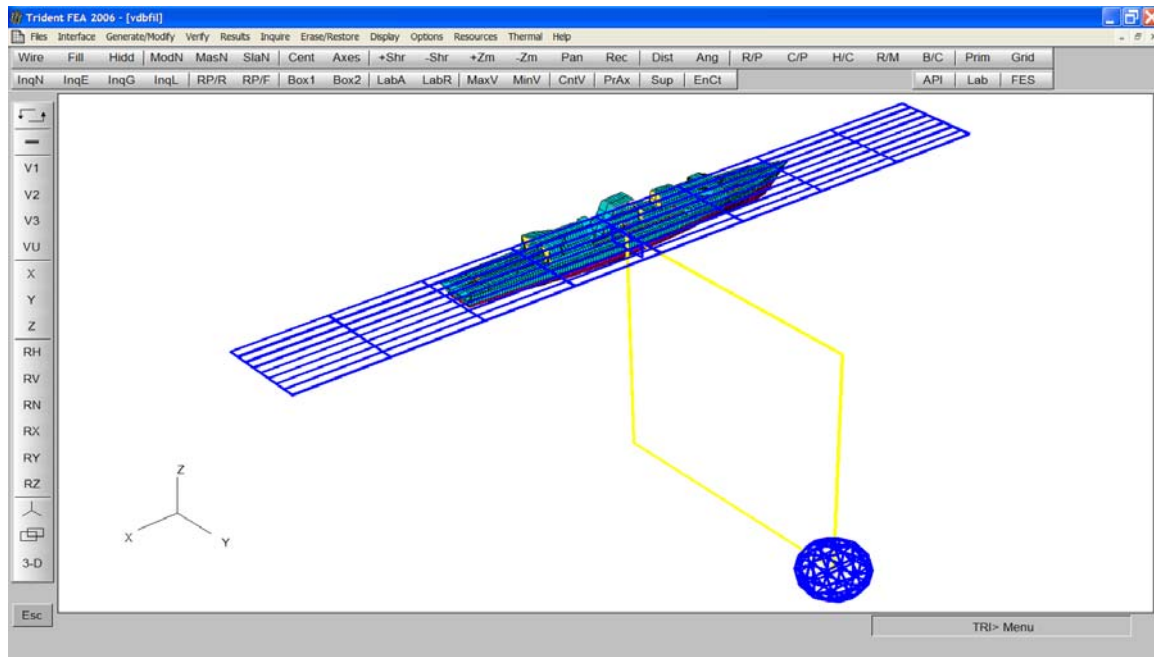 Trident FEA 2006 - [vdbfil]
Files Interface Generate/Modify Verify Results Inquire Erase/Restore Display Options Resources Thermal Help
Wire Fill Hidd ModN MasN SlaN Cent Axes +Shr -Shr +Zm -Zm Pan Rec Dist Ang R/P C/P H/C R/M B/C Prim Grid
InqN InqE InqG InqL RP/R RP/F Box1 Box2 LabA LabR MaxV MinV CntV PrAx Sup EnCt API Lab FES
V1
V2
V3
VU
X
Y
Z
RH
RV
RN
RX
RY
RZ
3-D
Esc
Z
X
Y
TRI> Menu